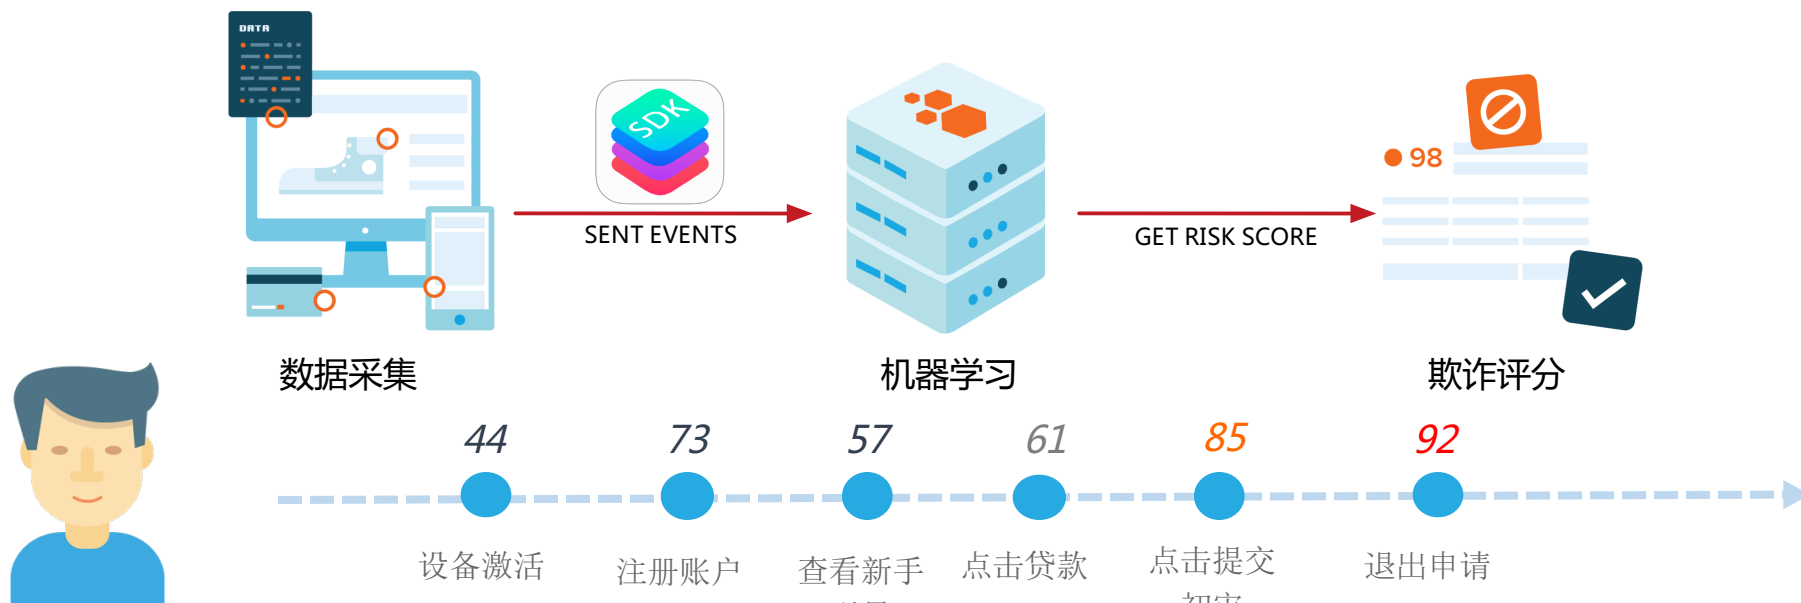 DATA
SDK
98
SENT EVENTS
GET RISK SCORE
数据采集
机器学习
欺诈评分
44
73
57
61
85
92
设备激活
注册账户
查看新手
点击贷款
点击提交
初审
退出申请